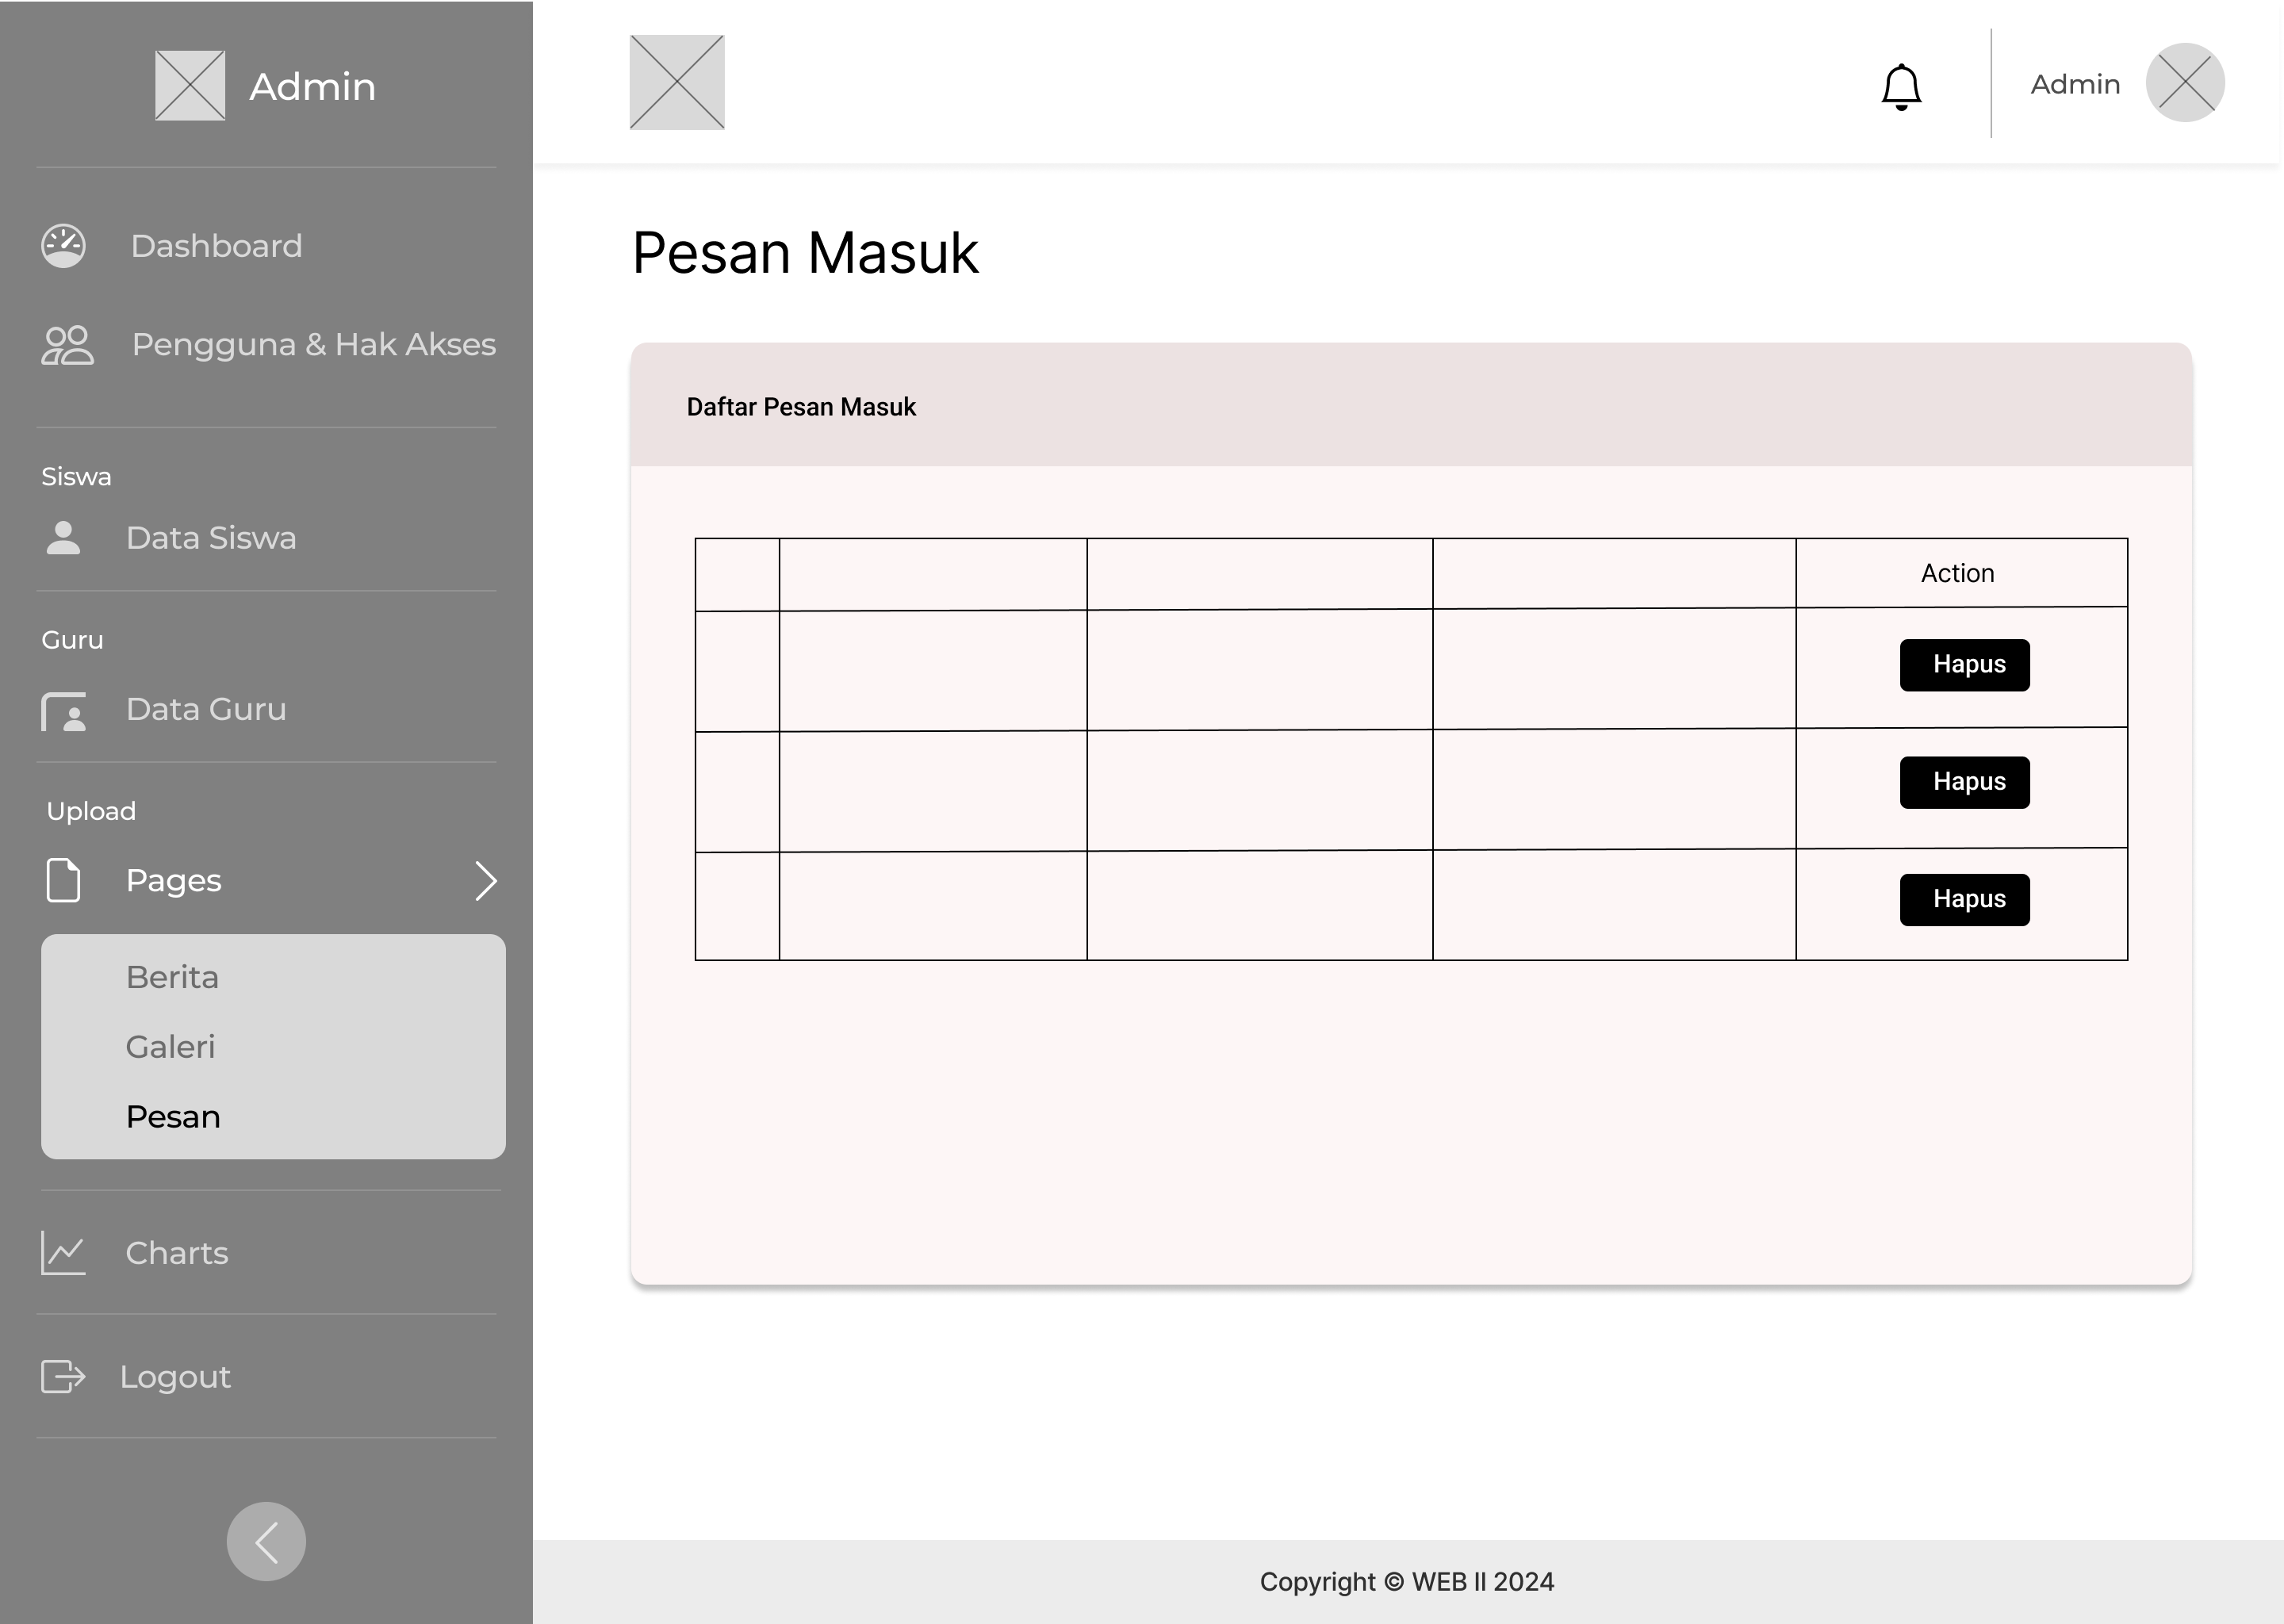 Admin
Dashboard
Pengguna & Hak Akses
Siswa
Data Siswa
Guru
Data Guru
Upload
Pages
Berita
Galeri
Pesan
Charts
Logout
Admin
Pesan Masuk
Daftar Pesan Masuk
Action
Hapus
Hapus
Hapus
Copyright © WEB II 2024